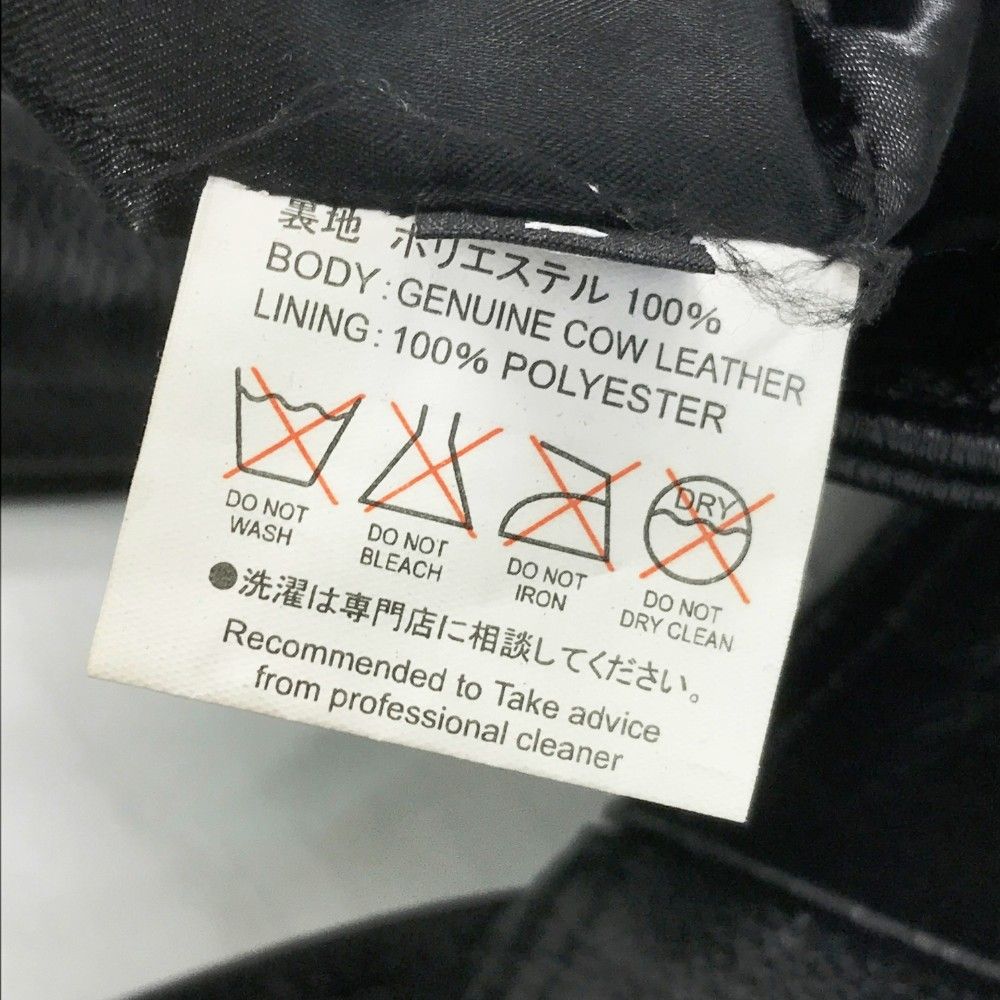 裏地 ポリエステル 100%
BODY : GENUINE COW LEATHER
LINING : 100% POLYESTER
DRY
DO NOT WASH
DO NOT BLEACH
DO NOT IRON
DO NOT DRY CLEAN
●洗濯は専門店に相談してください。
Recommended to Take advice
from professional cleaner